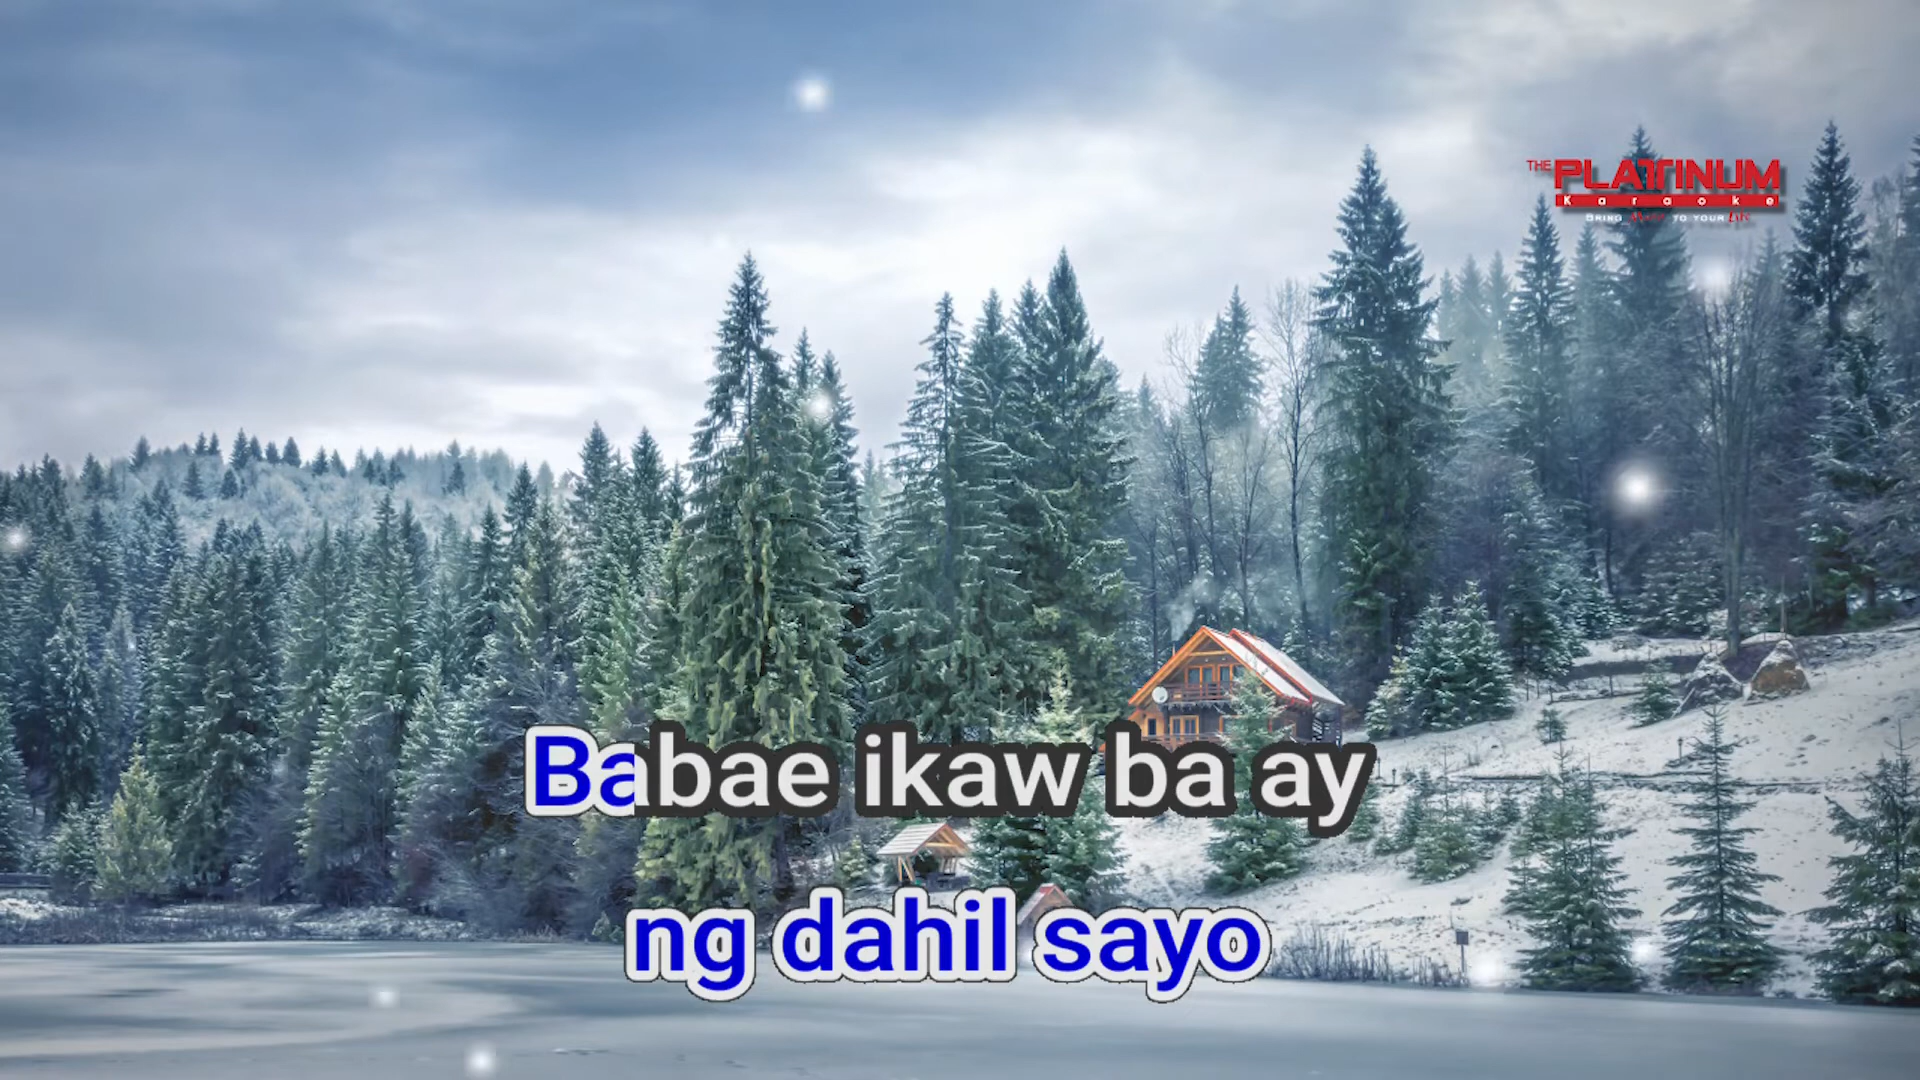 THE PLATINUM
Karaoke
BRING Music TO YOUR Life
Babae ikaw ba ay
ng dahil sayo